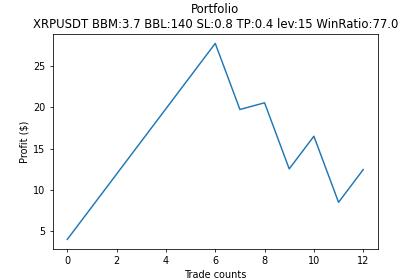 Portfolio
XRPUSDT BBM:3.7 BBL:140 SL:0.8 TP:0.4 lev:15 WinRatio:77.0
25
20
15
10
5
Profit ($)
0 2 4 6 8 10 12
Trade counts